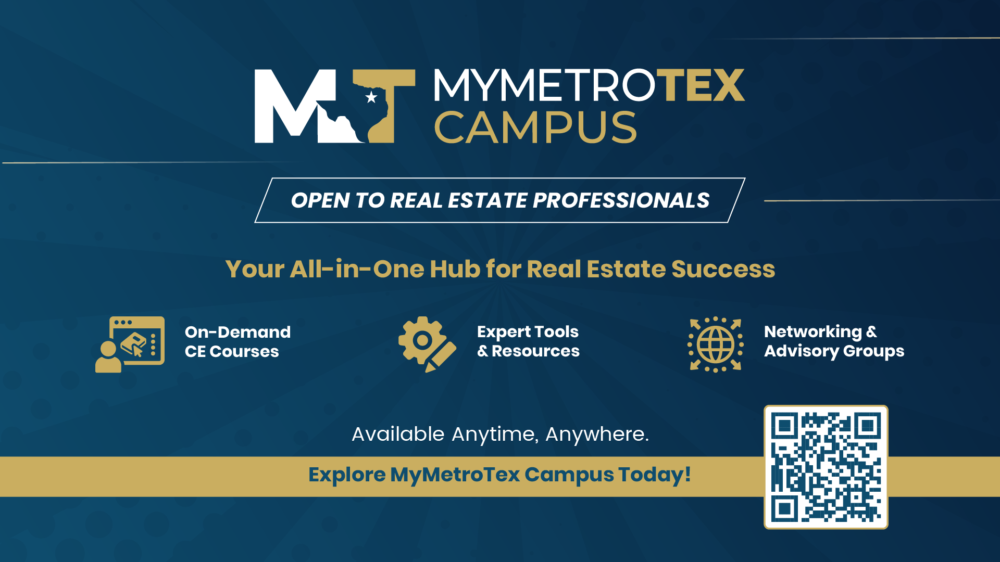 MT
MYMETROTEX
CAMPUS
OPEN TO REAL ESTATE PROFESSIONALS
Your All-in-One Hub for Real Estate Success
On-Demand
CE Courses
Expert Tools
& Resources
Networking &
Advisory Groups
Available Anytime, Anywhere.
Explore MyMetroTex Campus Today!